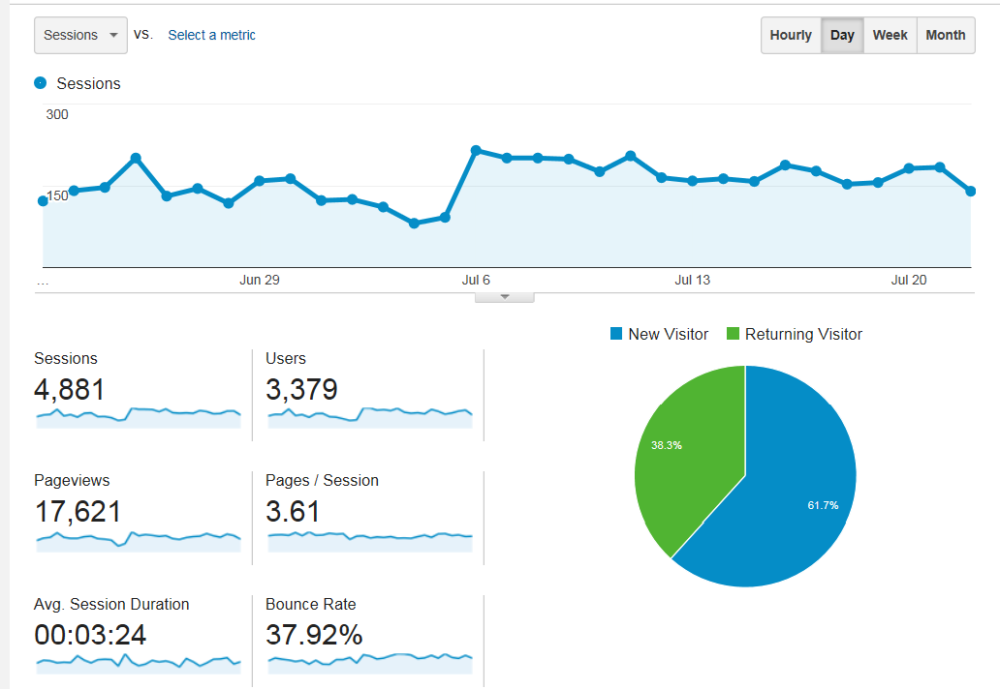 Sessions vs. Select a metric Hourly Day Week Month
Sessions
300
150
... Jun 29 Jul 6 Jul 13 Jul 20
New Visitor Returning Visitor
Sessions Users
4,881 3,379
38.3%
Pageviews Pages / Session
17,621 3.61
61.7%
Avg. Session Duration Bounce Rate
00:03:24 37.92%